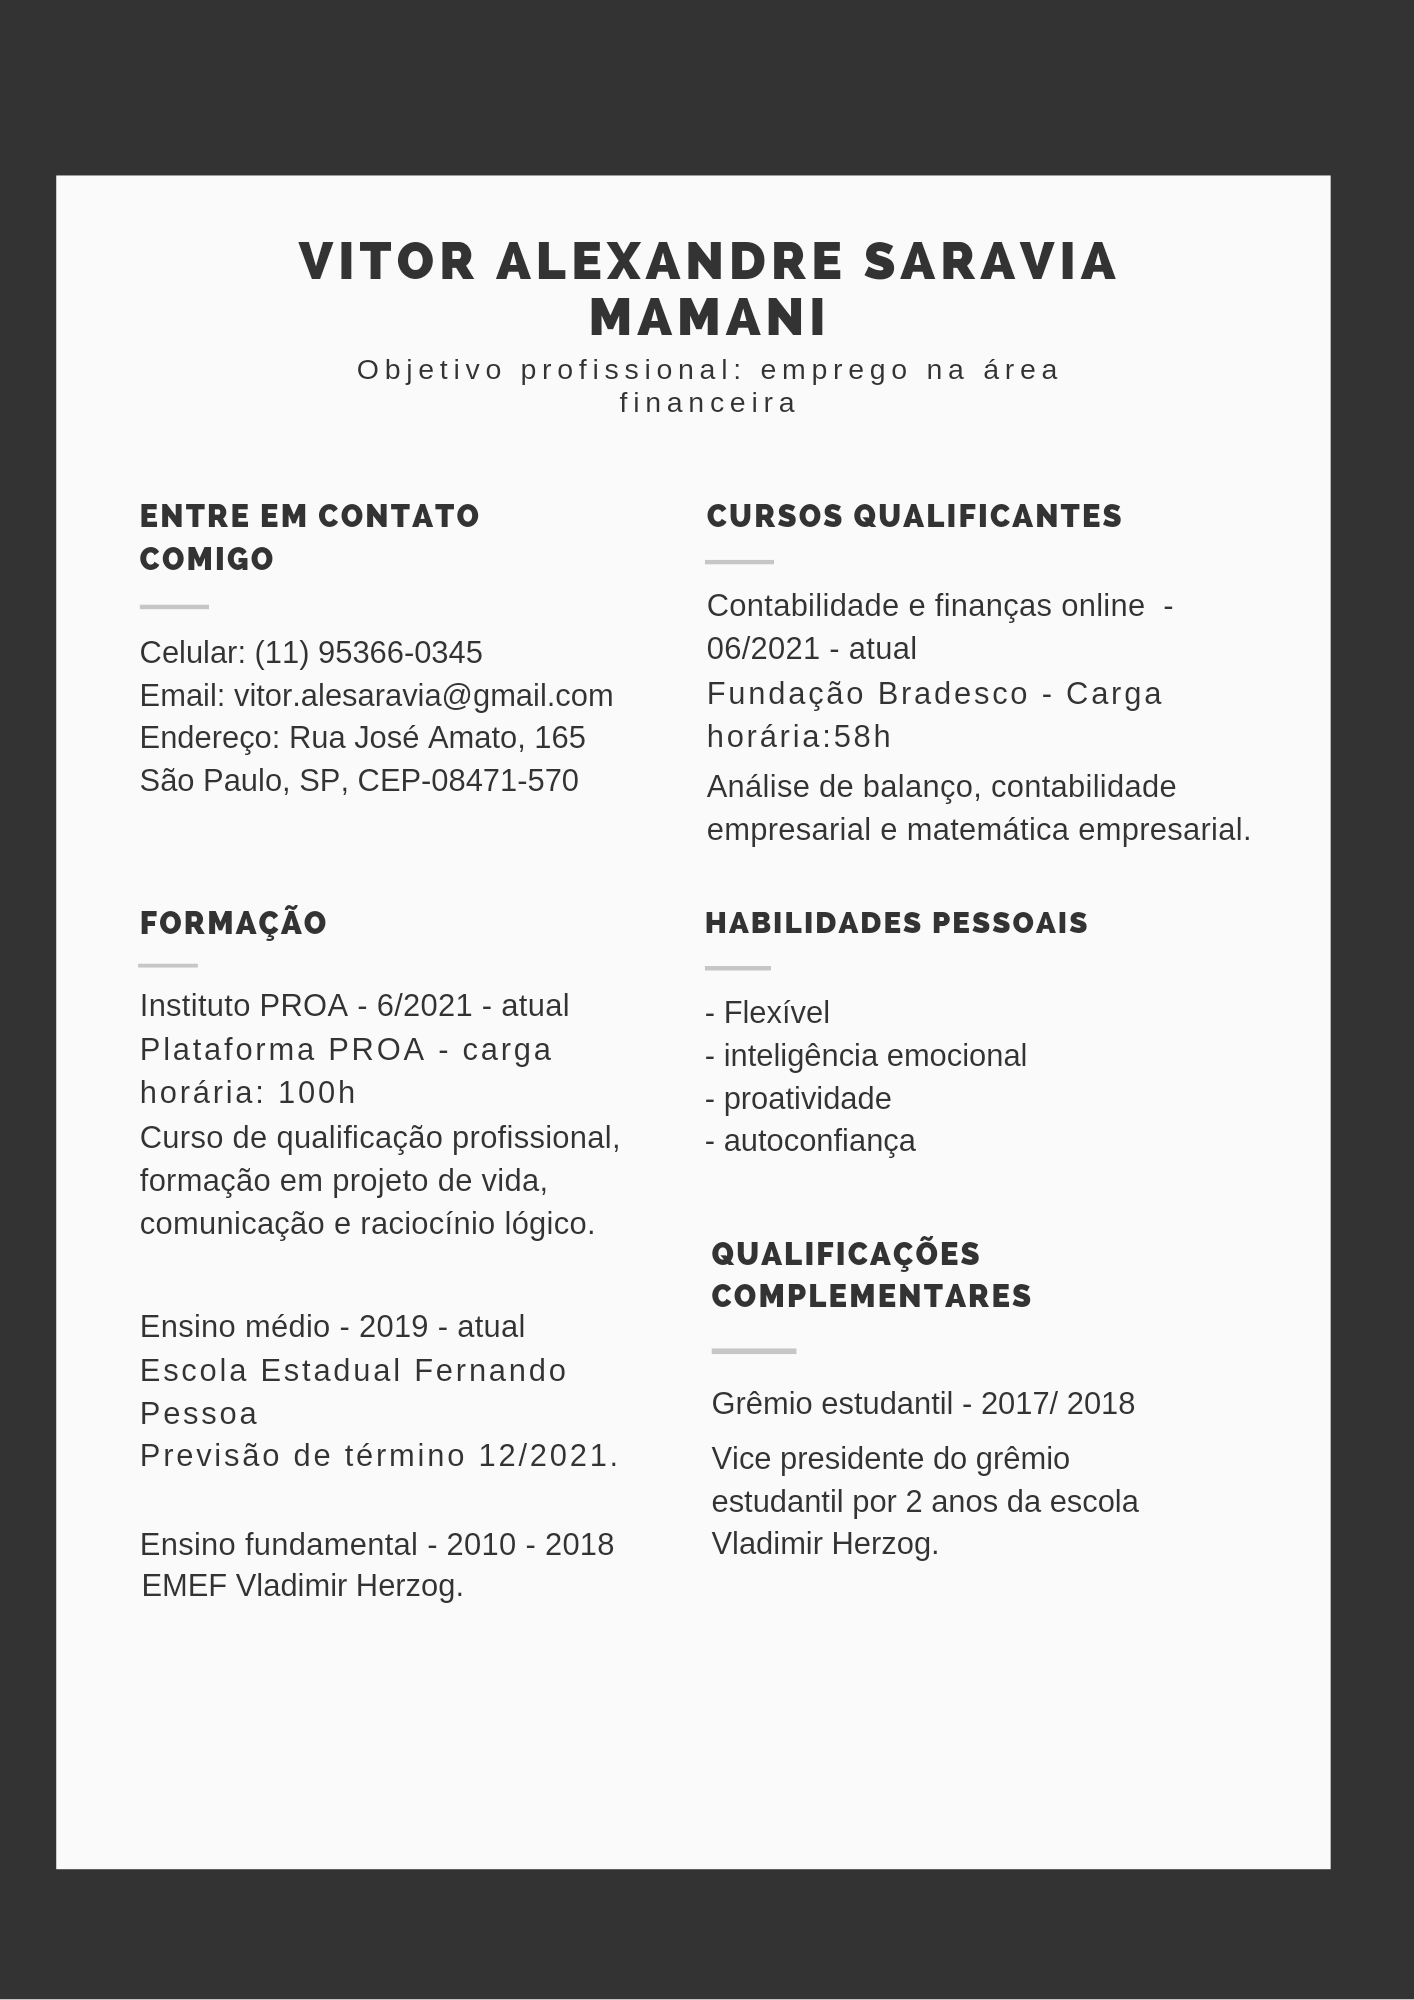 VITOR ALEXANDRE SARAVIA
MAMANI
Objetivo profissional: emprego na área
financeira
ENTRE EM CONTATO
COMIGO
Celular: (11) 95366-0345
Email: vitor.alesaravia@gmail.com
Endereço: Rua José Amato, 165
São Paulo, SP, CEP-08471-570
FORMAÇÃO
Instituto PROA - 6/2021 - atual
Plataforma PROA - carga
horária: 100h
Curso de qualificação profissional,
formação em projeto de vida,
comunicação e raciocínio lógico.
Ensino médio - 2019 - atual
Escola Estadual Fernando
Pessoa
Previsão de término 12/2021.
Ensino fundamental - 2010 - 2018
EMEF Vladimir Herzog.
CURSOS QUALIFICANTES
Contabilidade e finanças online  -
06/2021 - atual
Fundação Bradesco - Carga
horária:58h
Análise de balanço, contabilidade
empresarial e matemática empresarial.
HABILIDADES PESSOAIS
- Flexível
- inteligência emocional
- proatividade
- autoconfiança
QUALIFICAÇÕES
COMPLEMENTARES
Grêmio estudantil - 2017/ 2018
Vice presidente do grêmio
estudantil por 2 anos da escola
Vladimir Herzog.